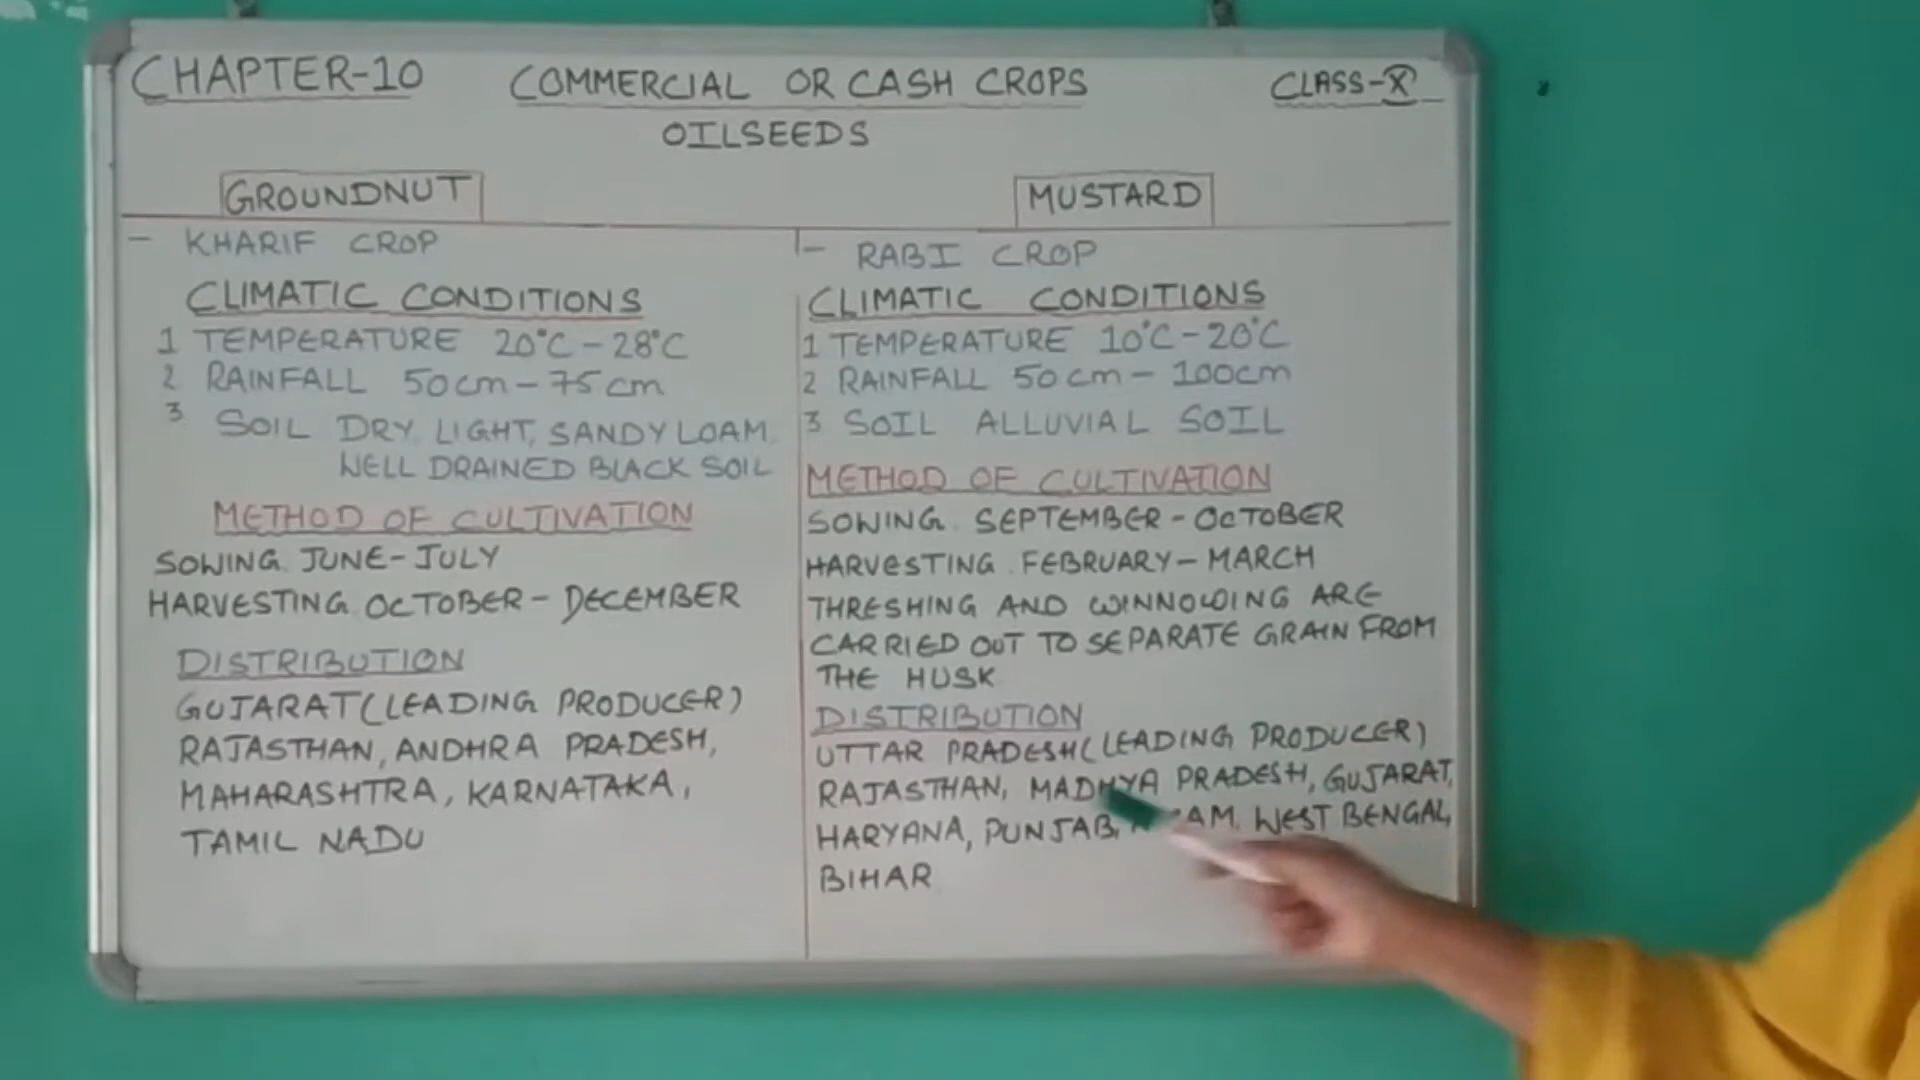 CHAPTER-10 COMMERCIAL OR CASH CROPS CLASS-X
OILSEEDS
GROUNDNUT
- KHARIF CROP
CLIMATIC CONDITIONS
1 TEMPERATURE 20°C-28°C
2 RAINFALL 50cm-75cm
3 SOIL DRY, LIGHT, SANDY LOAM,
WELL DRAINED BLACK SOIL
METHOD OF CULTIVATION
SOWING. JUNE-JULY
HARVESTING. OCTOBER-DECEMBER
DISTRIBUTION
GUJARAT(LEADING PRODUCER)
RAJASTHAN, ANDHRA PRADESH,
MAHARASHTRA, KARNATAKA,
TAMIL NADU
MUSTARD
- RABI CROP
CLIMATIC CONDITIONS
1 TEMPERATURE 10°C-20°C
2 RAINFALL 50cm-100cm
3 SOIL ALLUVIAL SOIL
METHOD OF CULTIVATION
SOWING. SEPTEMBER-OCTOBER
HARVESTING. FEBRUARY-MARCH
THRESHING AND WINNOWING ARE
CARRIED OUT TO SEPARATE GRAIN FROM
THE HUSK
DISTRIBUTION
UTTAR PRADESH(LEADING PRODUCER)
RAJASTHAN, MADHYA PRADESH, GUJARAT,
HARYANA, PUNJAB, WEST BENGAL,
BIHAR